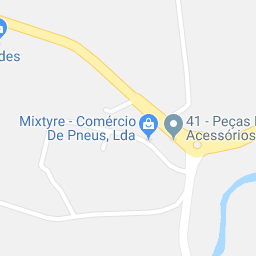 des
Mixtyre - Comércio
De Pneus, Lda
41 - Peças
Acessórios